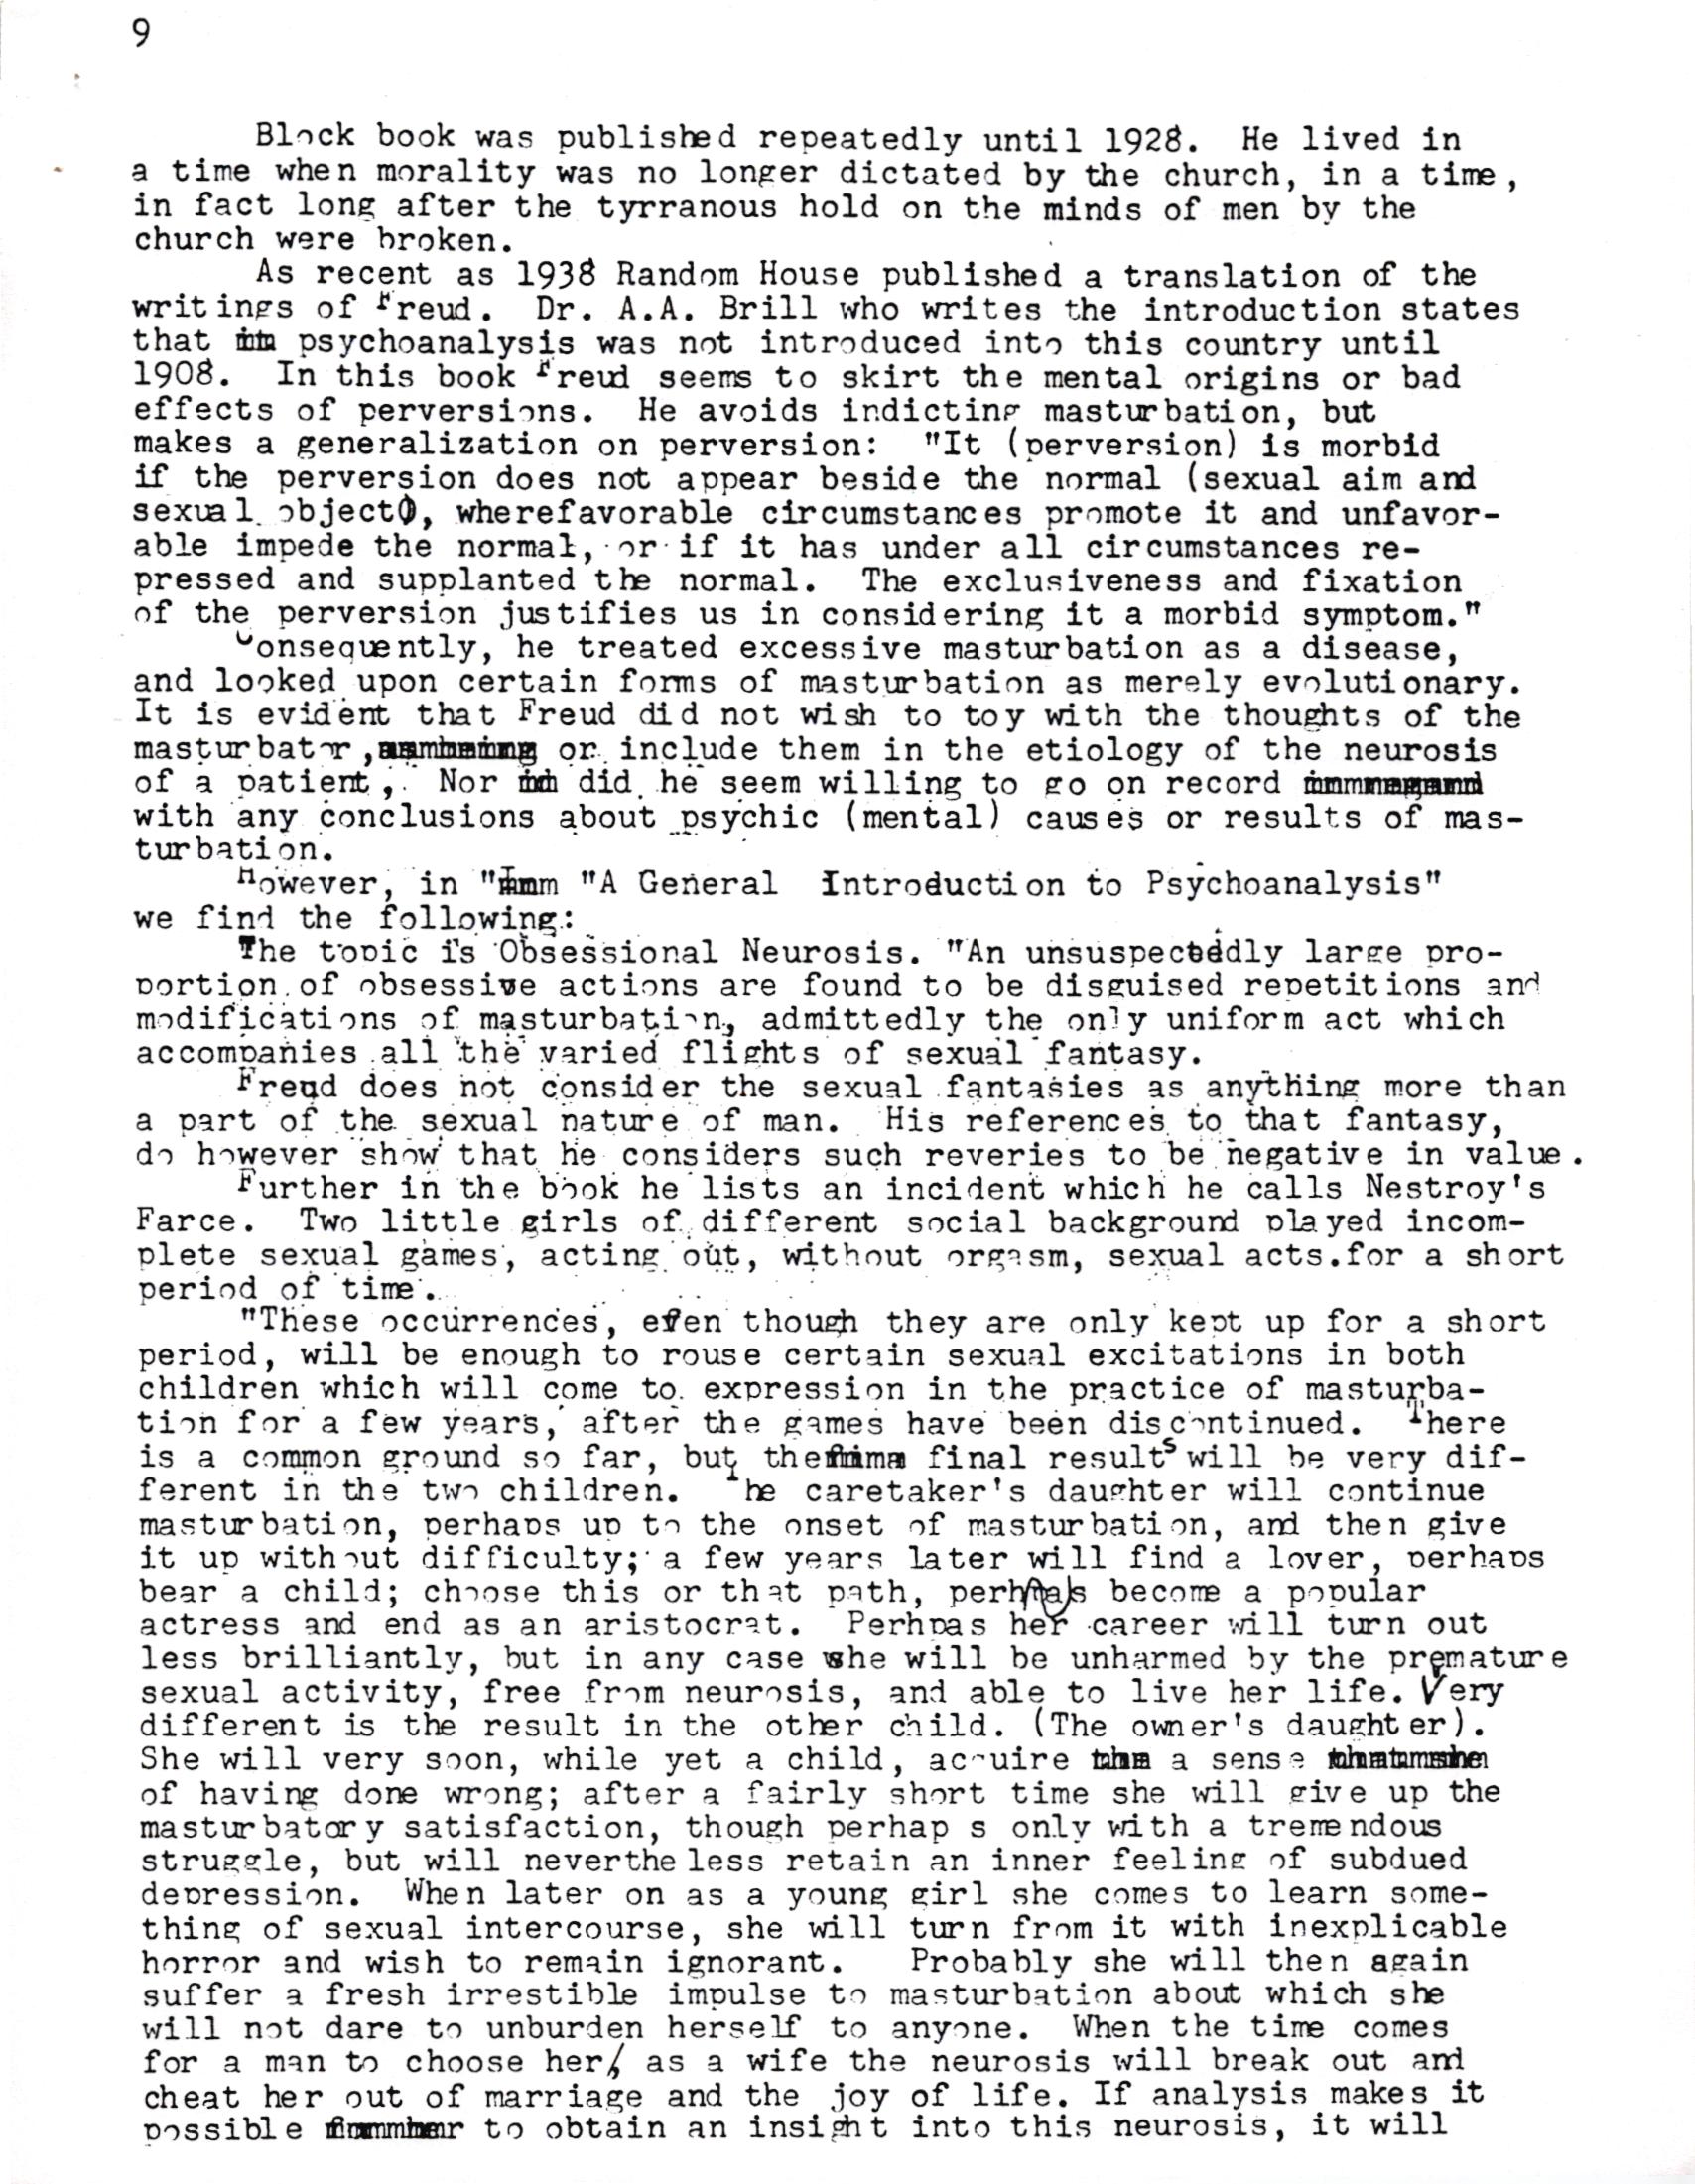 9
Block book was published repeatedly until 1928. He lived in
a time when morality was no longer dictated by the church, in a time,
in fact long after the tyrranous hold on the minds of men by the
church were broken.
As recent as 1938 Random House published a translation of the
writings of Freud. Dr. A.A. Brill who writes the introduction states
that psychoanalysis was not introduced into this country until
1908. In this book Freud seems to skirt the mental origins or bad
effects of perversions. He avoids indicting masturbation, but
makes a generalization on perversion: "It (perversion) is morbid
if the perversion does not appear beside the normal (sexual aim and
sexual object), wherefavorable circumstances promote it and unfavor-
able impede the normal, or if it has under all circumstances re-
pressed and supplanted the normal. The exclusiveness and fixation
of the perversion justifies us in considering it a morbid symptom."
Consequently, he treated excessive masturbation as a disease,
and looked upon certain forms of masturbation as merely evolutionary.
It is evident that Freud did not wish to toy with the thoughts of the
masturbator, or include them in the etiology of the neurosis
of a patient, Nor did he seem willing to go on record
with any conclusions about psychic (mental) causes or results of mas-
turbation.
However, in " "A General Introduction to Psychoanalysis"
we find the following:
The topic is Obsessional Neurosis. "An unsuspectedly large pro-
portion of obsessive actions are found to be disguised repetitions and
modifications of masturbation, admittedly the only uniform act which
accompanies all the varied flights of sexual fantasy.
Freud does not consider the sexual fantasies as anything more than
a part of the sexual nature of man. His references to that fantasy,
do however show that he considers such reveries to be negative in value.
Further in the book he lists an incident which he calls Nestroy's
Farce. Two little girls of different social background played incom-
plete sexual games, acting out, without orgasm, sexual acts.for a short
period of time.
"These occurrences, even though they are only kept up for a short
period, will be enough to rouse certain sexual excitations in both
children which will come to expression in the practice of masturba-
tion for a few years, after the games have been discontinued. There
is a common ground so far, but the final results will be very dif-
ferent in the two children. The caretaker's daughter will continue
masturbation, perhaps up to the onset of masturbation, and then give
it up without difficulty; a few years later will find a lover, perhaps
bear a child; choose this or that path, perhaps become a popular
actress and end as an aristocrat. Perhpas her career will turn out
less brilliantly, but in any case she will be unharmed by the premature
sexual activity, free from neurosis, and able to live her life. Very
different is the result in the other child. (The owner's daughter).
She will very soon, while yet a child, acquire a sense
of having done wrong; after a fairly short time she will give up the
masturbatory satisfaction, though perhap s only with a tremendous
struggle, but will nevertheless retain an inner feeling of subdued
depression. When later on as a young girl she comes to learn some-
thing of sexual intercourse, she will turn from it with inexplicable
horror and wish to remain ignorant. Probably she will then again
suffer a fresh irrestible impulse to masturbation about which she
will not dare to unburden herself to anyone. When the time comes
for a man to choose her, as a wife the neurosis will break out and
cheat her out of marriage and the joy of life. If analysis makes it
possible to obtain an insight into this neurosis, it will